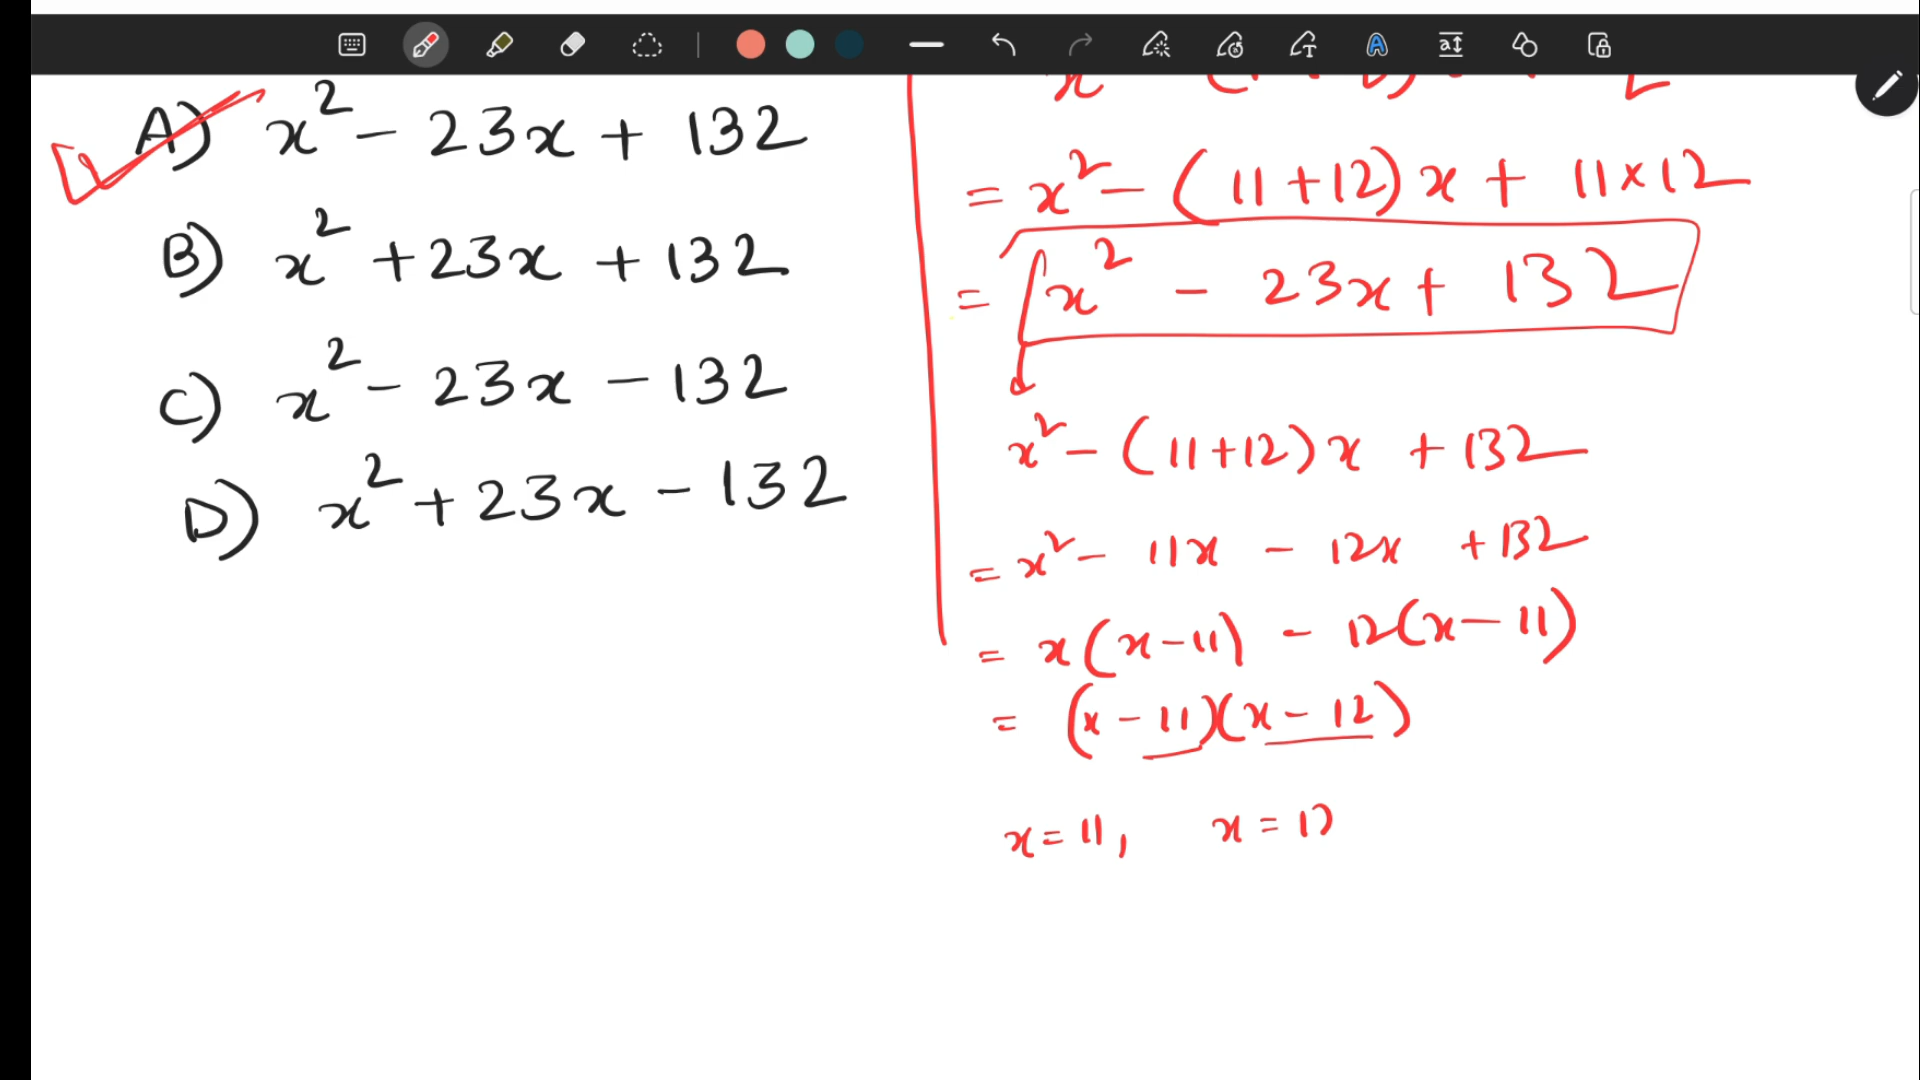 A) x² - 23x + 132
B) x² + 23x + 132
C) x² - 23x - 132
D) x² + 23x - 132
= x² - (11+12)x + 11×12
= x² - 23x + 132
x² - (11+12)x + 132
= x² - 11x - 12x + 132
= x(x-11) - 12(x-11)
= (x-11)(x-12)
x = 11, x = 12